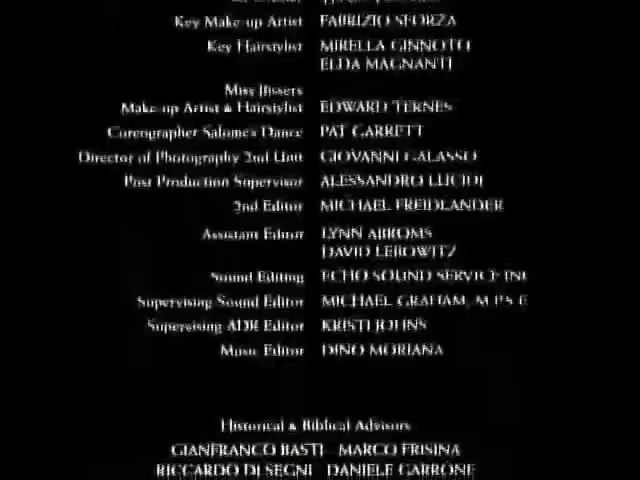 Key Make-up Artist FABRIZIO SFORZA
Key Hairstylist MIRELLA GINNOTO
ELDA MAGNANTI
Miss Bissets
Make-up Artist & Hairstylist EDWARD TERNES
Coreographer Salome's Dance PAT GARRETT
Director of Photography 2nd Unit GIOVANNI GALASSO
Post Production Supervisor ALESSANDRO LUCIDI
2nd Editor MICHAEL FREIDLANDER
Assistant Editor LYNN ABROMS
DAVID LEBOWITZ
Sound Editing ECHO SOUND SERVICE INC
Supervising Sound Editor MICHAEL GRAHAM, M.P.S.E
Supervising ADR Editor KRISTI JOHNS
Music Editor DINO MORIANA
Historical & Biblical Advisors
GIANFRANCO BASTI MARCO FRISINA
RICCARDO DI SEGNI DANIELE GARRONE